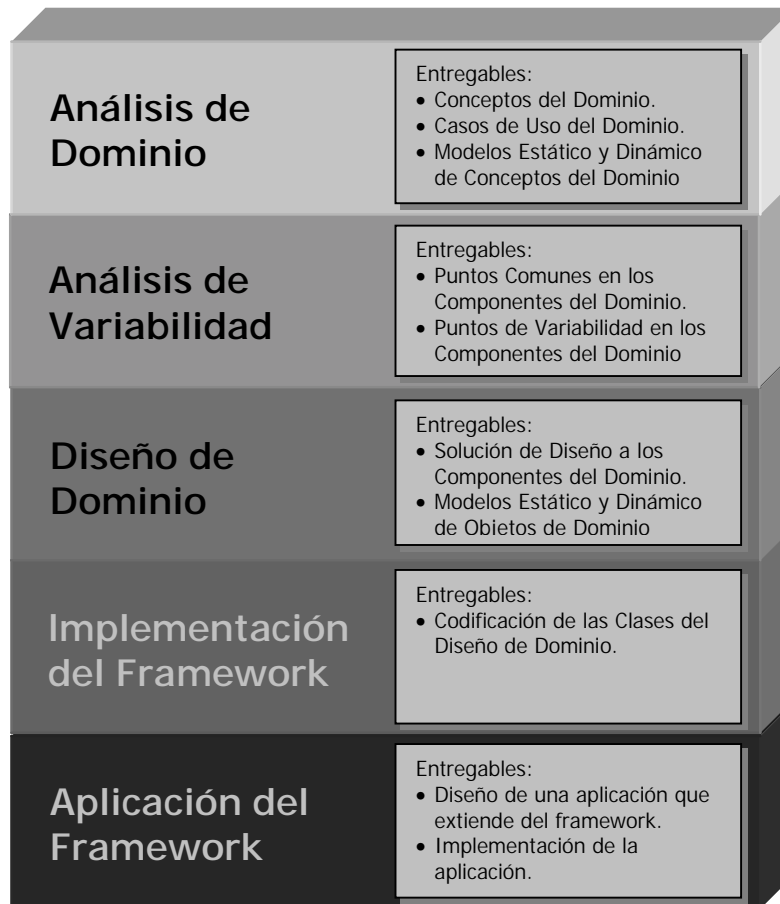 Análisis de
Dominio
Entregables:
• Conceptos del Dominio.
• Casos de Uso del Dominio.
• Modelos Estático y Dinámico
de Conceptos del Dominio
Análisis de
Variabilidad
Entregables:
• Puntos Comunes en los
Componentes del Dominio.
• Puntos de Variabilidad en los
Componentes del Dominio
Diseño de
Dominio
Entregables:
• Solución de Diseño a los
Componentes del Dominio.
• Modelos Estático y Dinámico
de Objetos de Dominio
Implementación
del Framework
Entregables:
• Codificación de las Clases del
Diseño de Dominio.
Aplicación del
Framework
Entregables:
• Diseño de una aplicación que
extiende del framework.
• Implementación de la
aplicación.